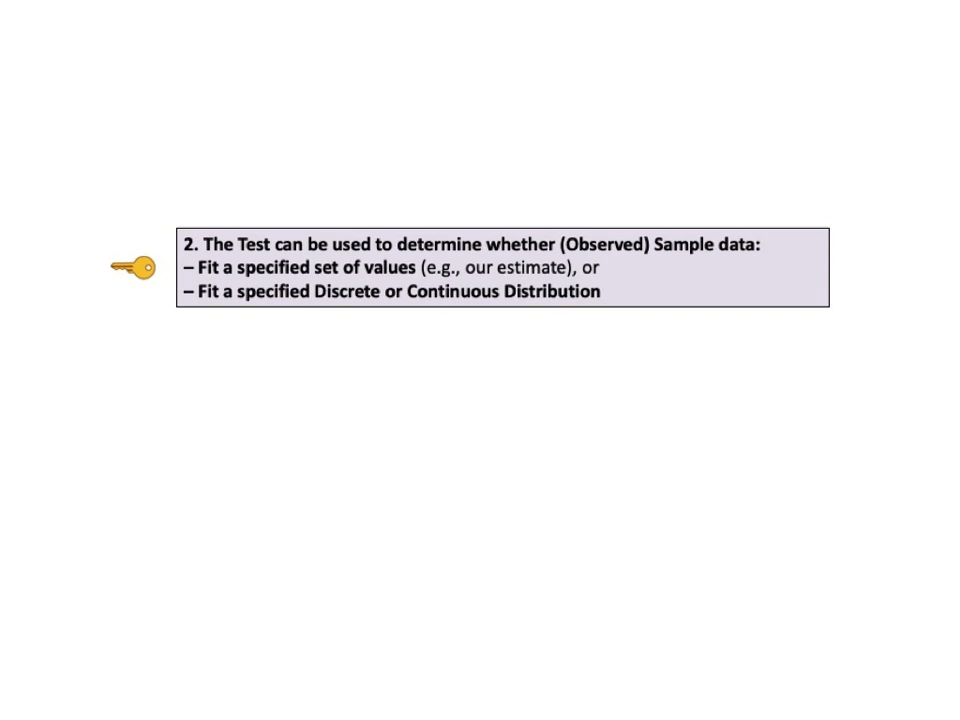 2. The Test can be used to determine whether (Observed) Sample data:
– Fit a specified set of values (e.g., our estimate), or
– Fit a specified Discrete or Continuous Distribution